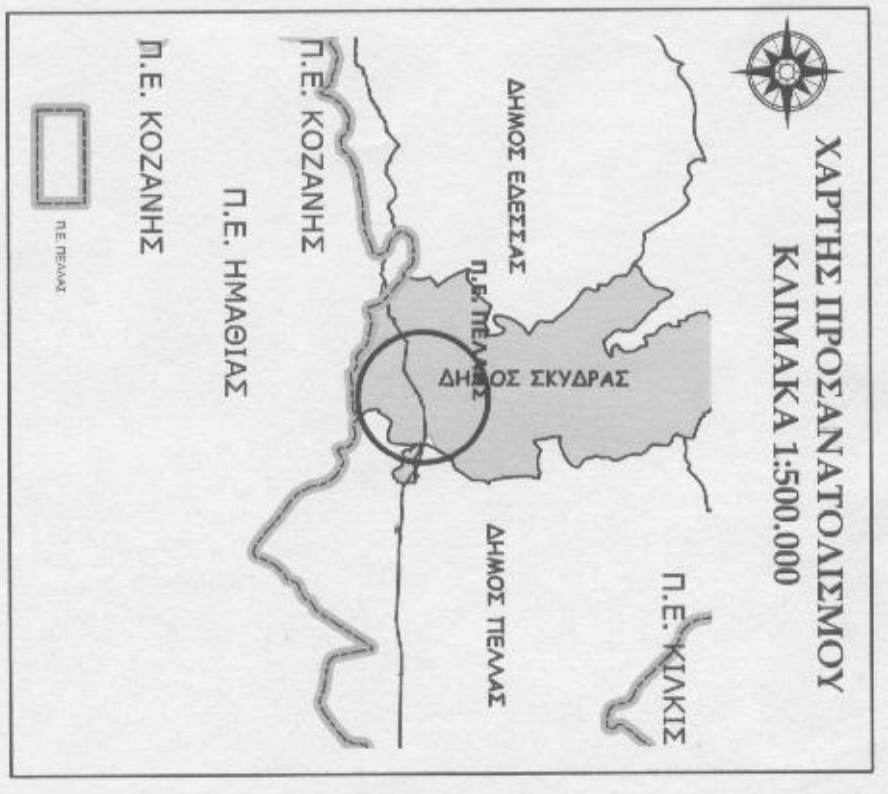 ΧΑΡΤΗΣ ΠΡΟΣΑΝΑΤΟΛΙΣΜΟΥ
ΚΛΙΜΑΚΑ 1:500.000
Π.Ε. ΚΙΛΚΙΣ
ΔΗΜΟΣ ΕΔΕΣΣΑΣ
ΔΗΜΟΣ ΣΚΥΔΡΑΣ
Π.Ε. ΠΕΛΛΑΣ
ΔΗΜΟΣ ΠΕΛΛΑΣ
Π.Ε. ΚΟΖΑΝΗΣ
Π.Ε. ΗΜΑΘΙΑΣ
Π.Ε. ΚΟΖΑΝΗΣ
Π.Ε. ΠΕΛΛΑΣ